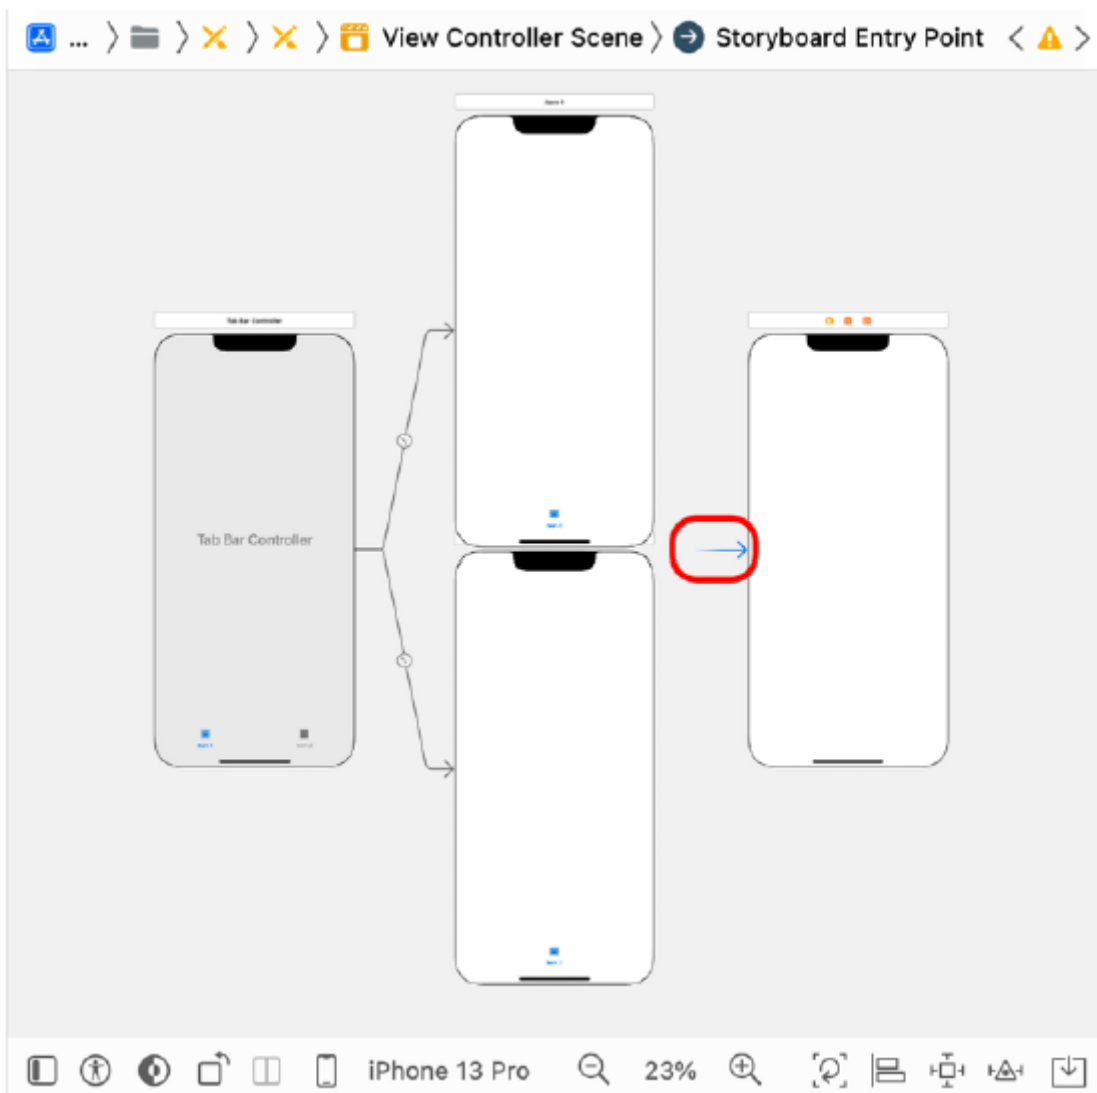 ... View Controller Scene Storyboard Entry Point
Tab Bar Controller
Tab Bar Controller
iPhone 13 Pro 23%